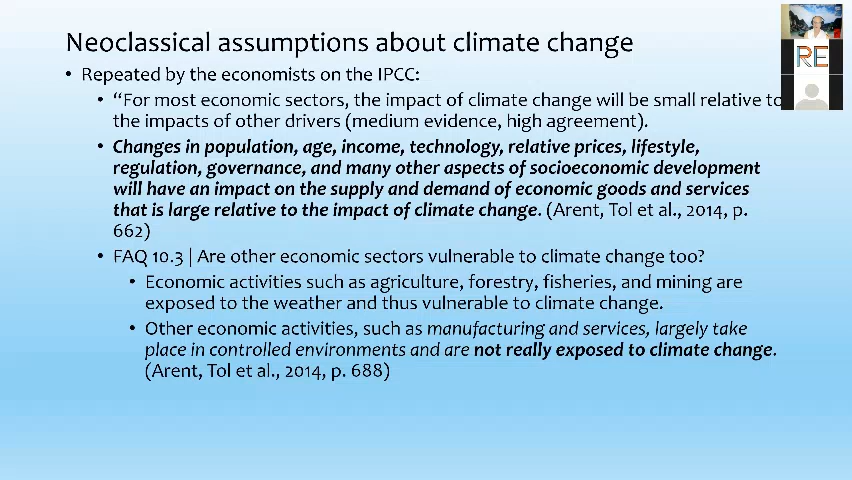 Neoclassical assumptions about climate change
• Repeated by the economists on the IPCC:
• “For most economic sectors, the impact of climate change will be small relative to
the impacts of other drivers (medium evidence, high agreement).
• Changes in population, age, income, technology, relative prices, lifestyle,
regulation, governance, and many other aspects of socioeconomic development
will have an impact on the supply and demand of economic goods and services
that is large relative to the impact of climate change. (Arent, Tol et al., 2014, p.
662)
• FAQ 10.3 | Are other economic sectors vulnerable to climate change too?
• Economic activities such as agriculture, forestry, fisheries, and mining are
exposed to the weather and thus vulnerable to climate change.
• Other economic activities, such as manufacturing and services, largely take
place in controlled environments and are not really exposed to climate change.
(Arent, Tol et al., 2014, p. 688)
RE